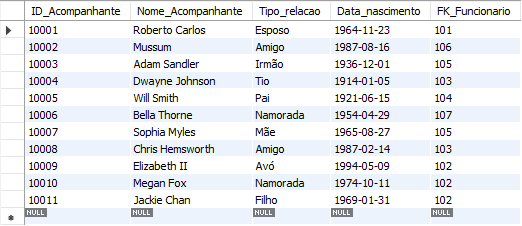 ID_Acompanhante Nome_Acompanhante Tipo_relacao Data_nascimento FK_Funcionario
10001 Roberto Carlos Esposo 1964-11-23 101
10002 Mussum Amigo 1987-08-16 106
10003 Adam Sandler Irmão 1936-12-01 105
10004 Dwayne Johnson Tio 1914-01-05 103
10005 Will Smith Pai 1921-06-15 104
10006 Bella Thorne Namorada 1954-04-29 107
10007 Sophia Myles Mãe 1965-08-27 105
10008 Chris Hemsworth Amigo 1987-02-14 103
10009 Elizabeth II Avó 1994-05-09 102
10010 Megan Fox Namorada 1974-10-11 102
10011 Jackie Chan Filho 1969-01-31 102
NULL NULL NULL NULL NULL